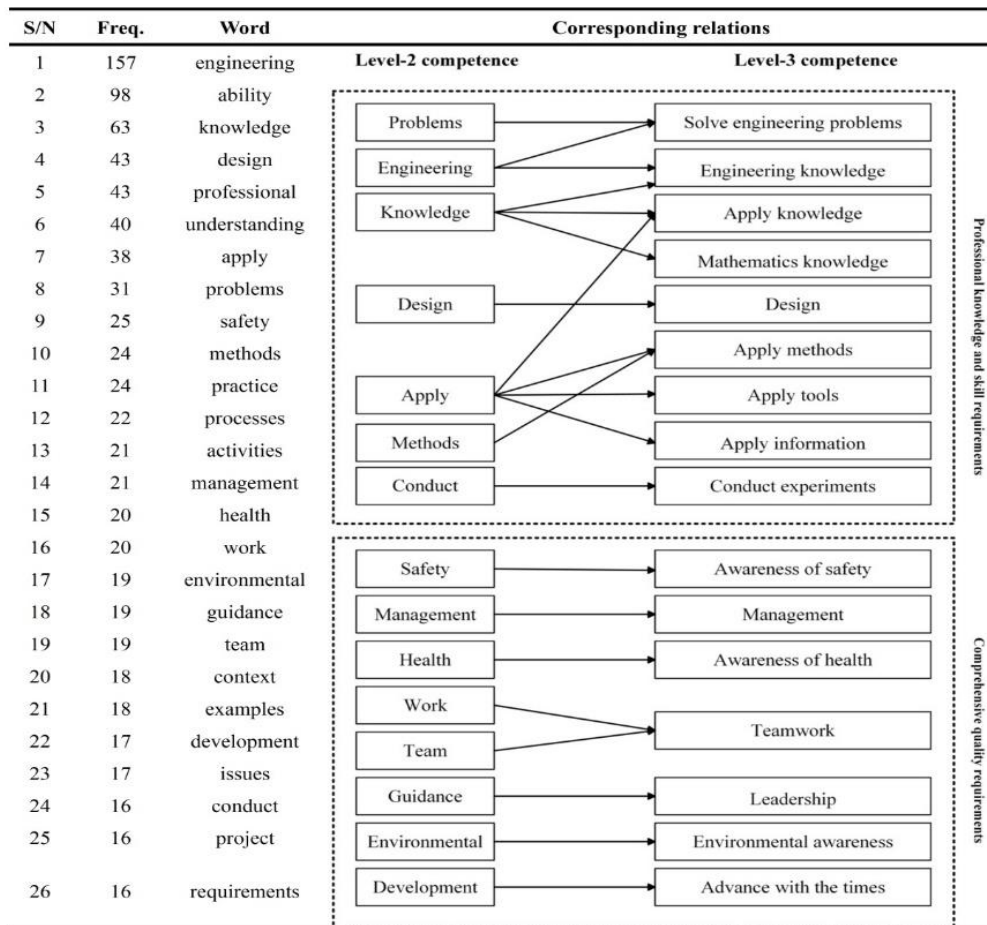 S/N Freq. Word Corresponding relations
Level-2 competence Level-3 competence
1 157 engineering
2 98 ability
3 63 knowledge
4 43 design
5 43 professional
6 40 understanding
7 38 apply
8 31 problems
9 25 safety
10 24 methods
11 24 practice
12 22 processes
13 21 activities
14 21 management
15 20 health
16 20 work
17 19 environmental
18 19 guidance
19 19 team
20 18 context
21 18 examples
22 17 development
23 17 issues
24 16 conduct
25 16 project
26 16 requirements
Problems
Engineering
Knowledge
Design
Apply
Methods
Conduct
Solve engineering problems
Engineering knowledge
Apply knowledge
Mathematics knowledge
Design
Apply methods
Apply tools
Apply information
Conduct experiments
Professional knowledge and skill requirements
Safety
Management
Health
Work
Team
Guidance
Environmental
Development
Awareness of safety
Management
Awareness of health
Teamwork
Leadership
Environmental awareness
Advance with the times
Comprehensive quality requirements